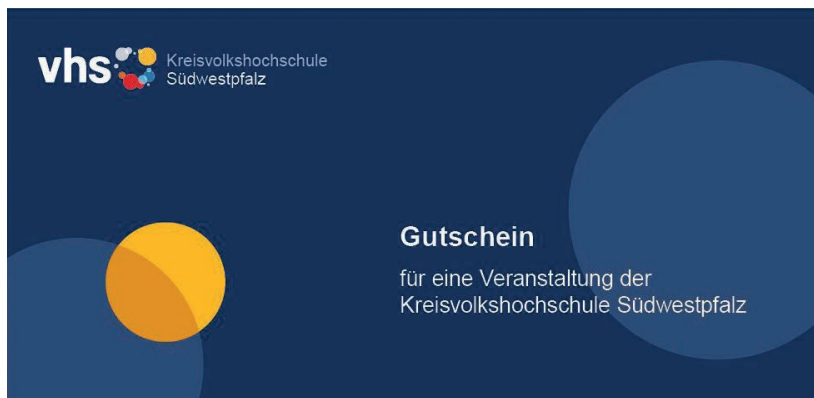 vhs
Kreisvolkshochschule
Südwestpfalz
Gutschein
für eine Veranstaltung der
Kreisvolkshochschule Südwestpfalz